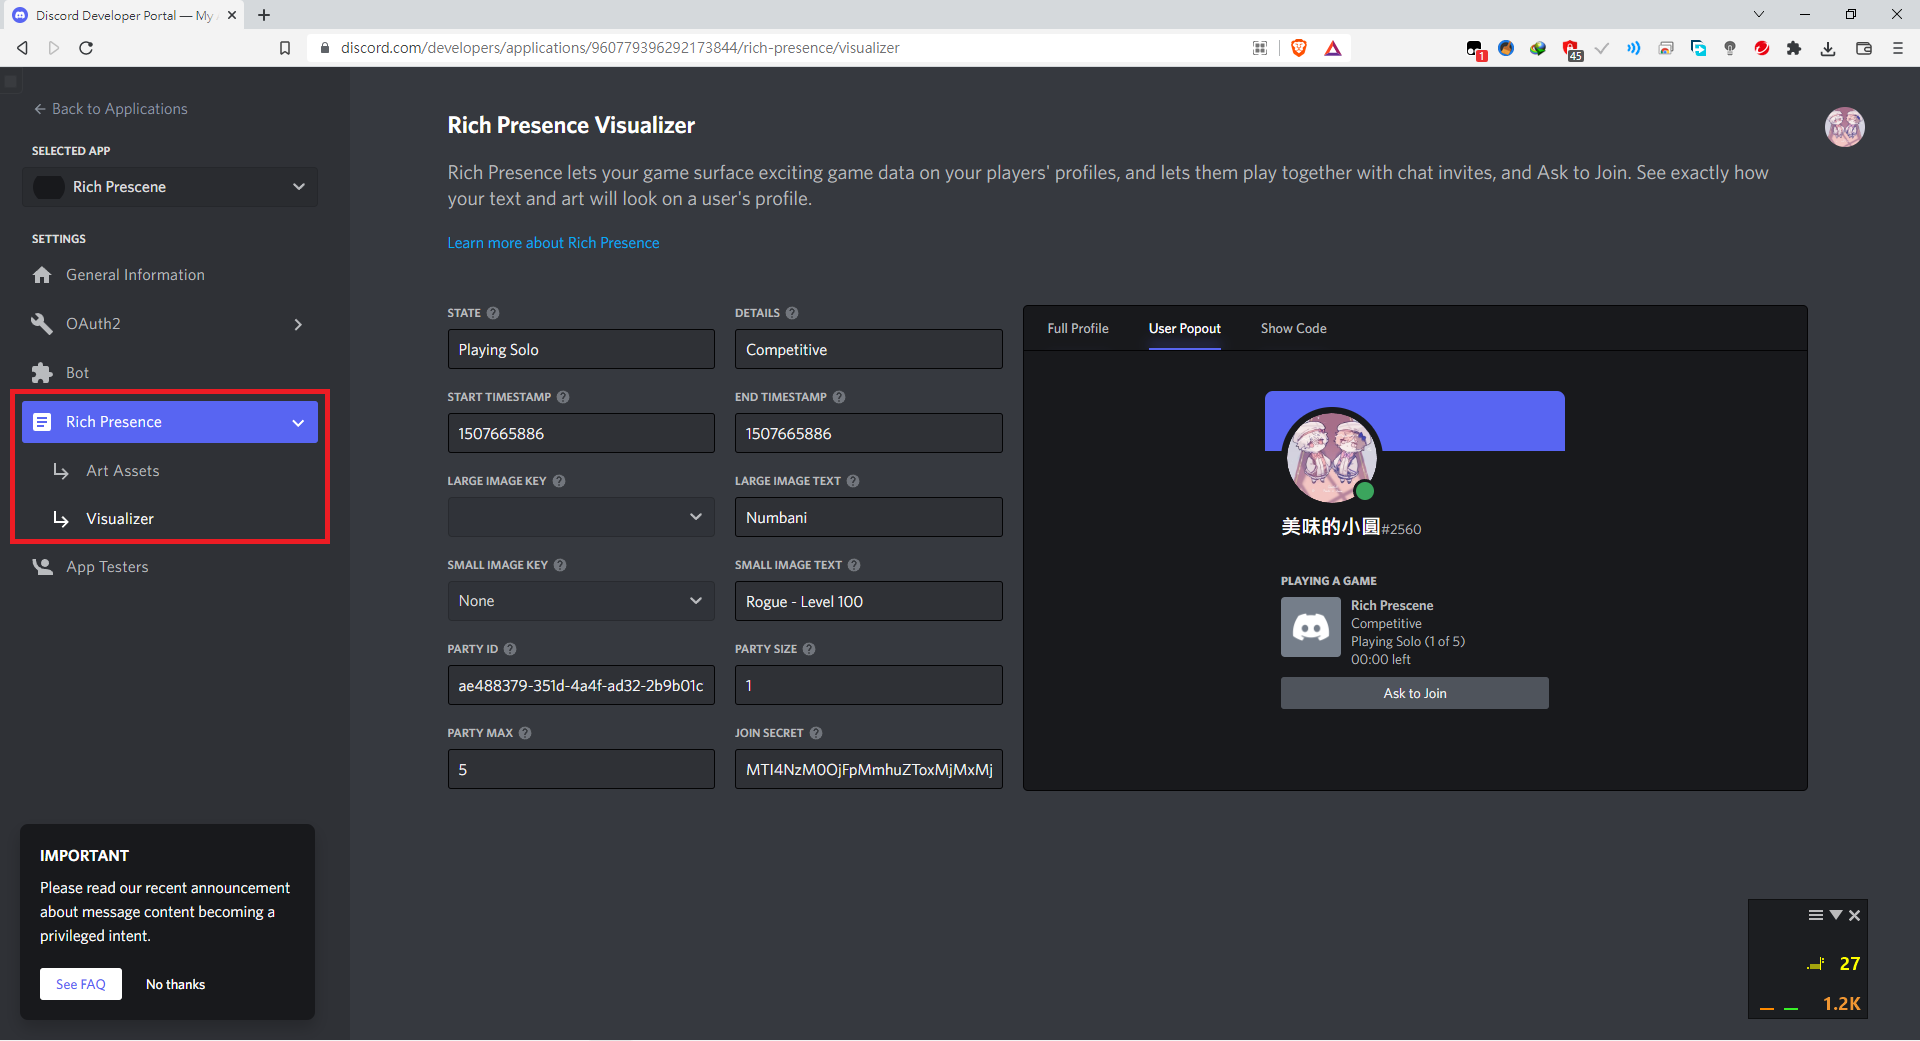 Discord Developer Portal — My
discord.com/developers/applications/960779396292173844/rich-presence/visualizer
1
45
Back to Applications
SELECTED APP
Rich Prescene
SETTINGS
General Information
OAuth2
Bot
Rich Presence
Art Assets
Visualizer
App Testers
IMPORTANT
Please read our recent announcement
about message content becoming a
privileged intent.
See FAQ
No thanks
Rich Presence Visualizer
Rich Presence lets your game surface exciting game data on your players' profiles, and lets them play together with chat invites, and Ask to Join. See exactly how
your text and art will look on a user's profile.
Learn more about Rich Presence
STATE
Playing Solo
DETAILS
Competitive
START TIMESTAMP
1507665886
END TIMESTAMP
1507665886
LARGE IMAGE KEY
LARGE IMAGE TEXT
Numbani
SMALL IMAGE KEY
None
SMALL IMAGE TEXT
Rogue - Level 100
PARTY ID
ae488379-351d-4a4f-ad32-2b9b01c
PARTY SIZE
1
PARTY MAX
5
JOIN SECRET
MTI4NzM0OjFpMmhuZToxMjMxMj
Full Profile
User Popout
Show Code
美味的小圓#2560
PLAYING A GAME
Rich Prescene
Competitive
Playing Solo (1 of 5)
00:00 left
Ask to Join
27
1.2K